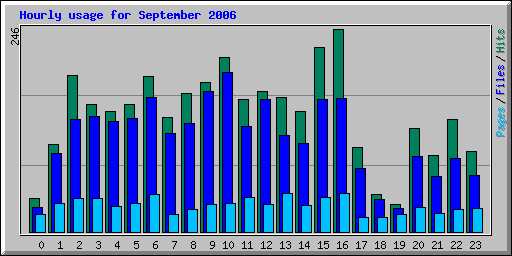 Hourly usage for September 2006
246
Pages / Files / Hits
0 1 2 3 4 5 6 7 8 9 10 11 12 13 14 15 16 17 18 19 20 21 22 23